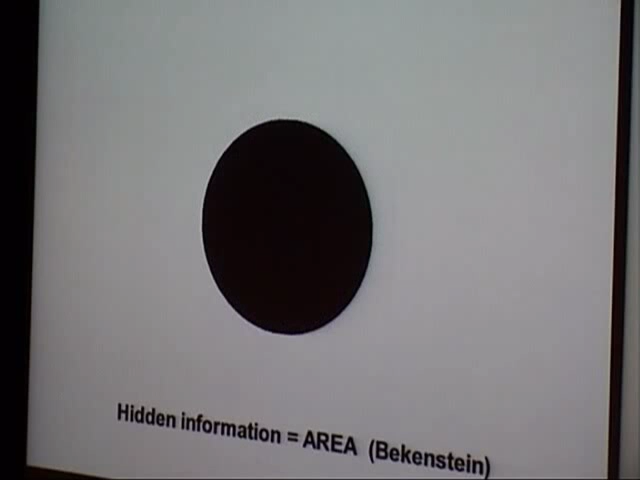 Hidden information = AREA (Bekenstein)